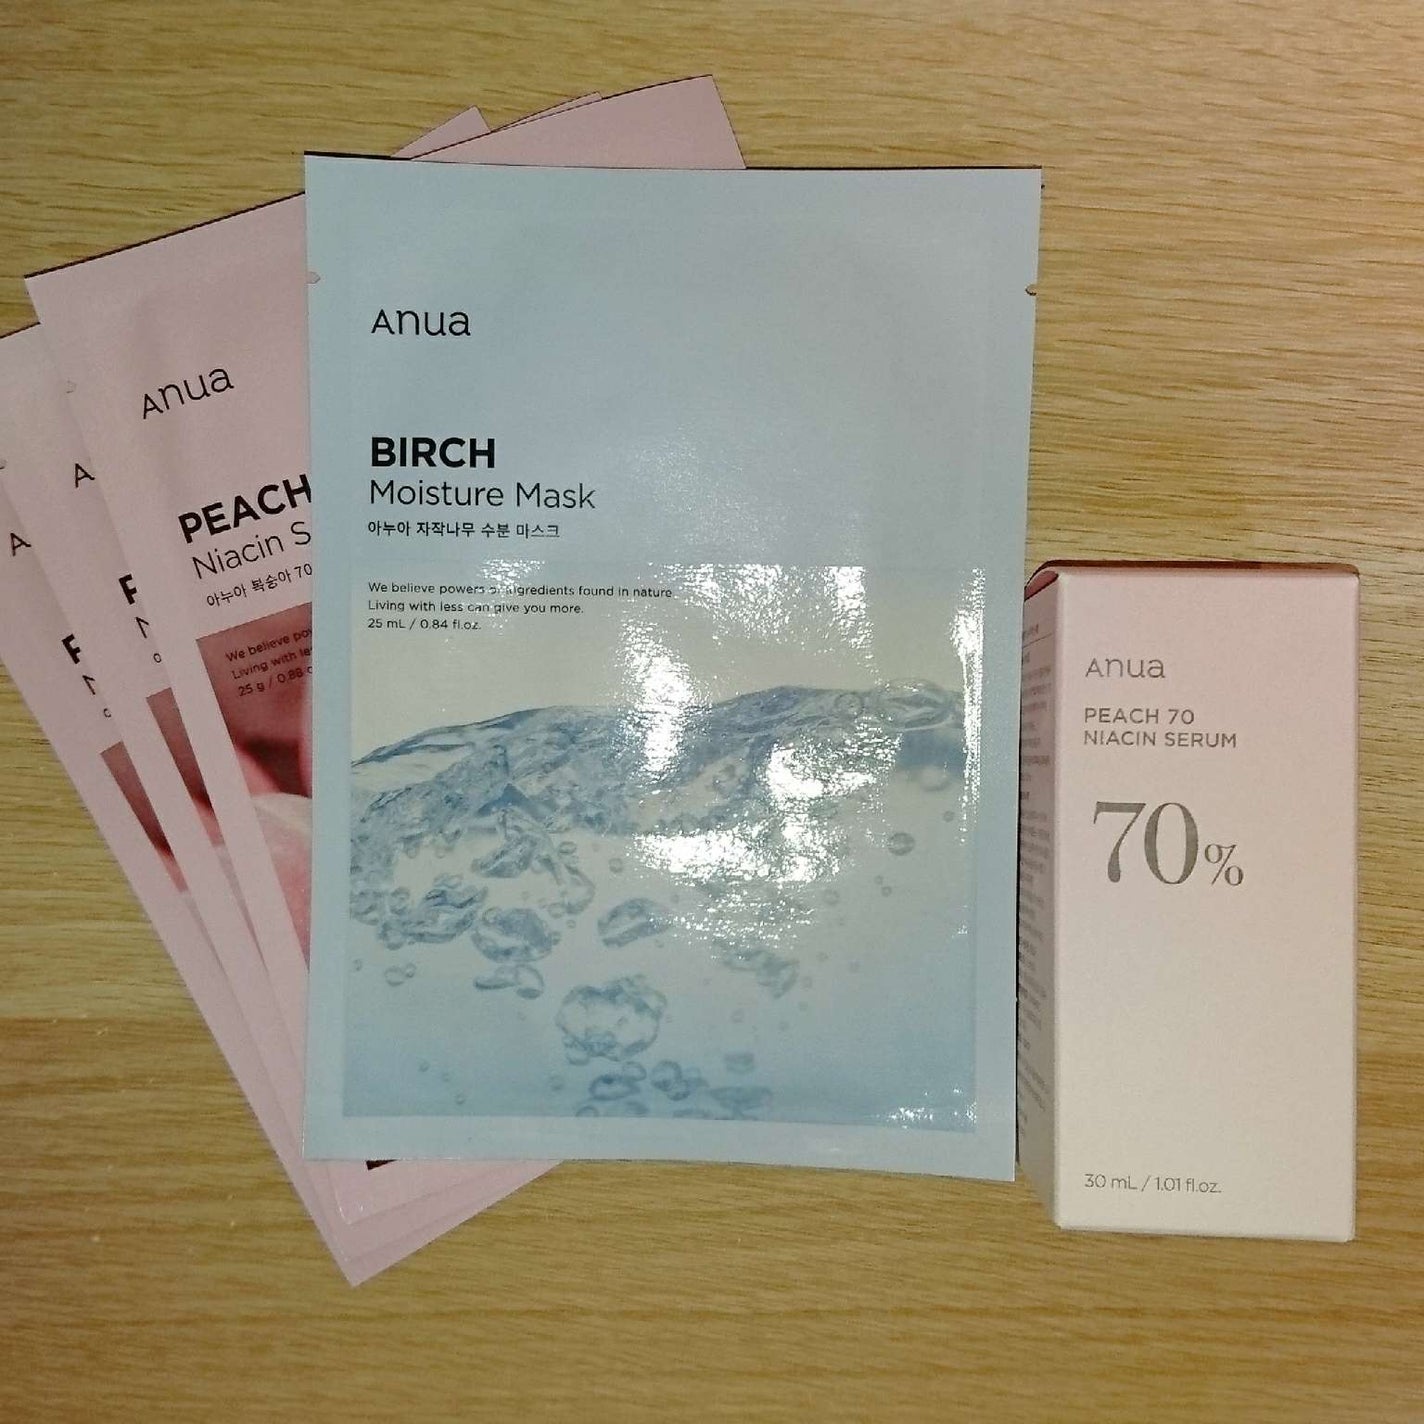 Anua
BIRCH
Moisture Mask
아누아 자작나무 수분 마스크
We believe powers of ingredients found in nature.
Living with less can give you more.
25 mL / 0.84 fl.oz.
Anua
PEACH
Niacin S
아누아 복숭아 70
We believe
Living with
25 g / 0.88
A
A
Anua
PEACH 70
NIACIN SERUM
70%
30 mL / 1.01 fl.oz.